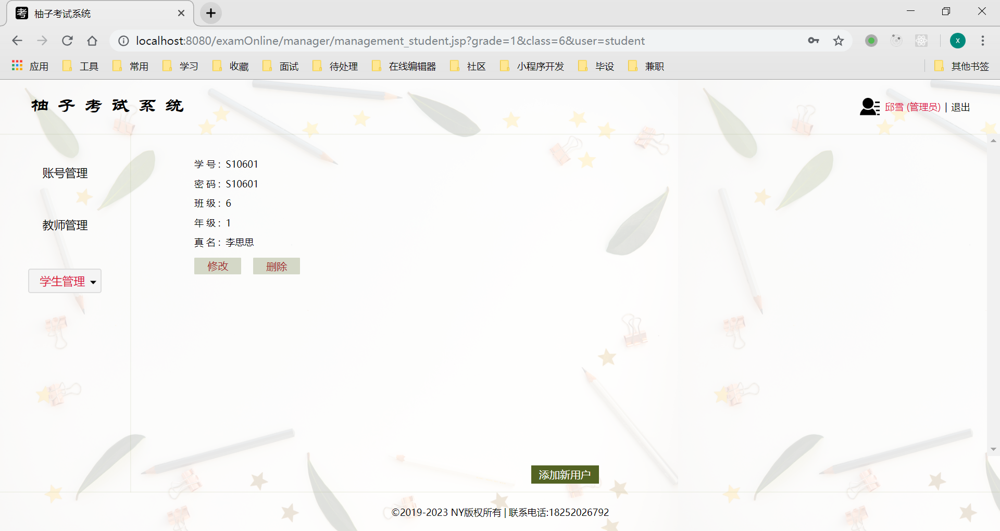 柚子考试系统
localhost:8080/examOnline/manager/management_student.jsp?grade=1&class=6&user=student
x
应用 工具 常用 学习 收藏 面试 待处理 在线编辑器 社区 小程序开发 毕设 兼职 其他书签
柚子考试系统
邱雪 (管理员) | 退出
账号管理
教师管理
学生管理
学 号：S10601
密 码：S10601
班 级：6
年 级：1
真 名：李思思
修改 删除
添加新用户
©2019-2023 NY版权所有 | 联系电话:18252026792